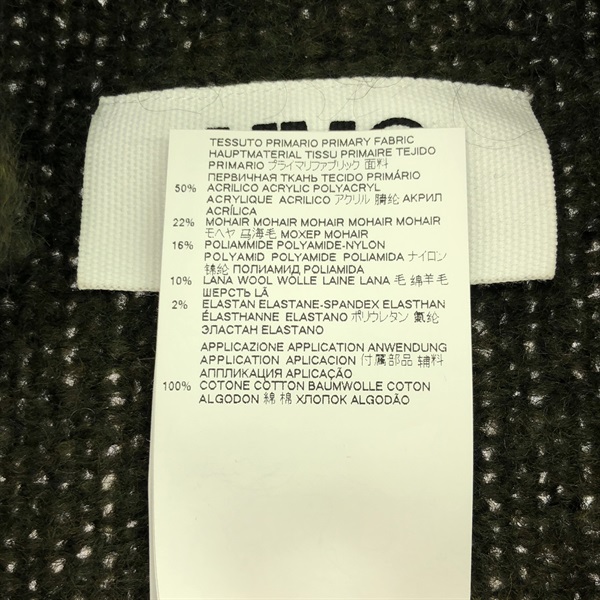 TESSUTO PRIMARIO PRIMARY FABRIC
HAUPTMATERIAL TISSU PRIMAIRE TEJIDO
PRIMARIO プライマリファブリック 面料
ПЕРВИЧНАЯ ТКАНЬ TECIDO PRIMÁRIO
50% ACRILICO ACRYLIC POLYACRYL
ACRYLIQUE ACRILICO アクリル 腈纶 АКРИЛ
ACRÍLICA
22% MOHAIR MOHAIR MOHAIR MOHAIR MOHAIR
モヘヤ 马海毛 МОХЕР MOHAIR
16% POLIAMMIDE POLYAMIDE-NYLON
POLYAMID POLYAMIDE POLIAMIDA ナイロン
锦纶 ПОЛИАМИД POLIAMIDA
10% LANA WOOL WOLLE LAINE LANA 毛 绵羊毛
ШЕРСТЬ LÃ
2% ELASTAN ELASTANE-SPANDEX ELASTHAN
ÉLASTHANNE ELASTANO ポリウレタン 氨纶
ЭЛАСТАН ELASTANO
APPLICAZIONE APPLICATION ANWENDUNG
APPLICATION APLICACION 付属部品 辅料
АППЛИКАЦИЯ APLICAÇÃO
100% COTONE COTTON BAUMWOLLE COTON
ALGODON 綿 棉 ХЛОПОК ALGODÃO